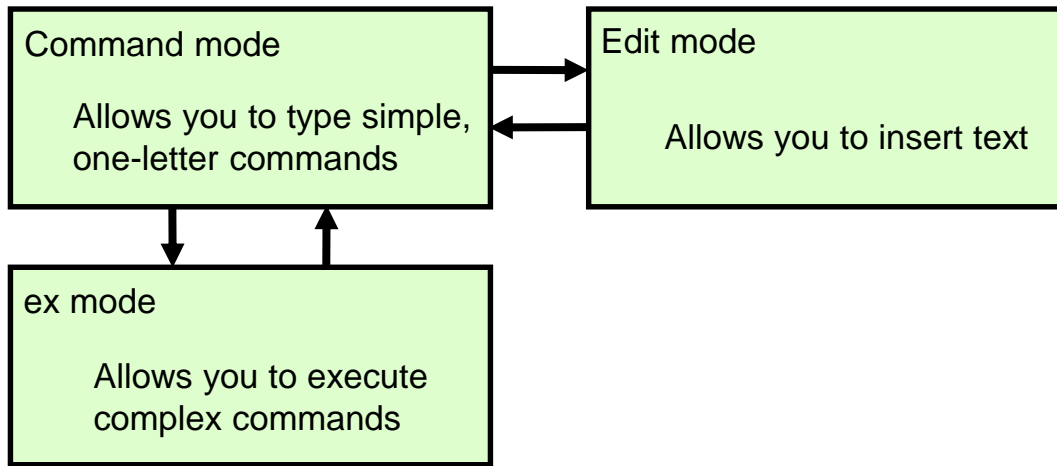 Command mode
Allows you to type simple,
one-letter commands
Edit mode
Allows you to insert text
ex mode
Allows you to execute
complex commands